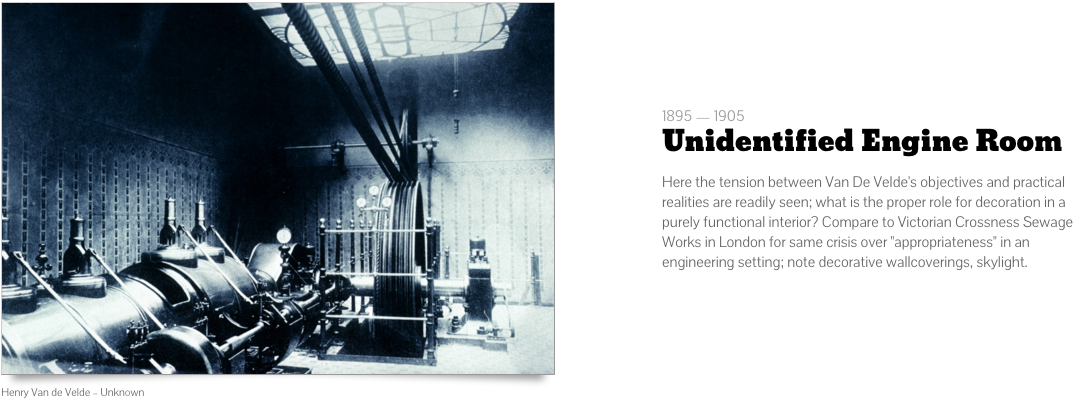 1895 — 1905
Unidentified Engine Room
Here the tension between Van De Velde's objectives and practical
realities are readily seen; what is the proper role for decoration in a
purely functional interior? Compare to Victorian Crossness Sewage
Works in London for same crisis over "appropriateness" in an
engineering setting; note decorative wallcoverings, skylight.
Henry Van de Velde – Unknown